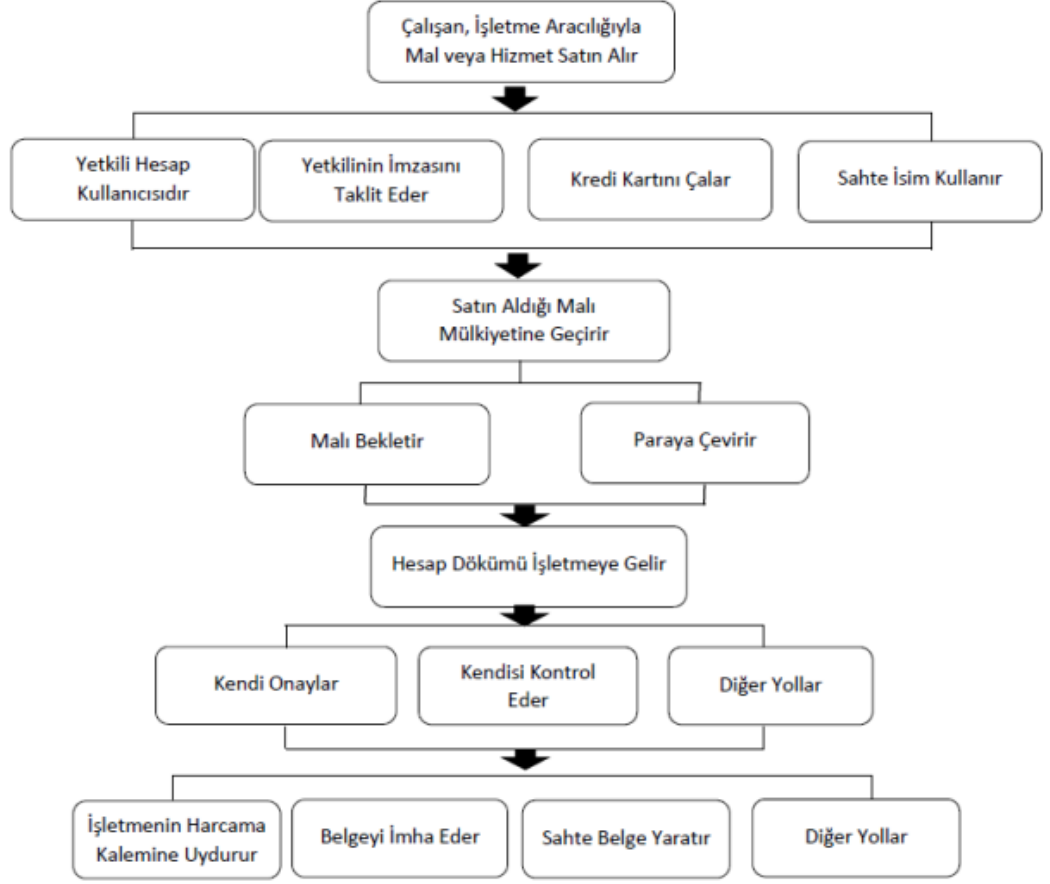 Çalışan, İşletme Aracılığıyla
Mal veya Hizmet Satın Alır
Yetkili Hesap
Kullanıcısıdır
Yetkilinin İmzasını
Taklit Eder
Kredi Kartını Çalar
Sahte İsim Kullanır
Satın Aldığı Malı
Mülkiyetine Geçirir
Malı Bekletir
Paraya Çevirir
Hesap Dökümü İşletmeye Gelir
Kendi Onaylar
Kendisi Kontrol
Eder
Diğer Yollar
İşletmenin Harcama
Kalemine Uydurur
Belgeyi İmha Eder
Sahte Belge Yaratır
Diğer Yollar